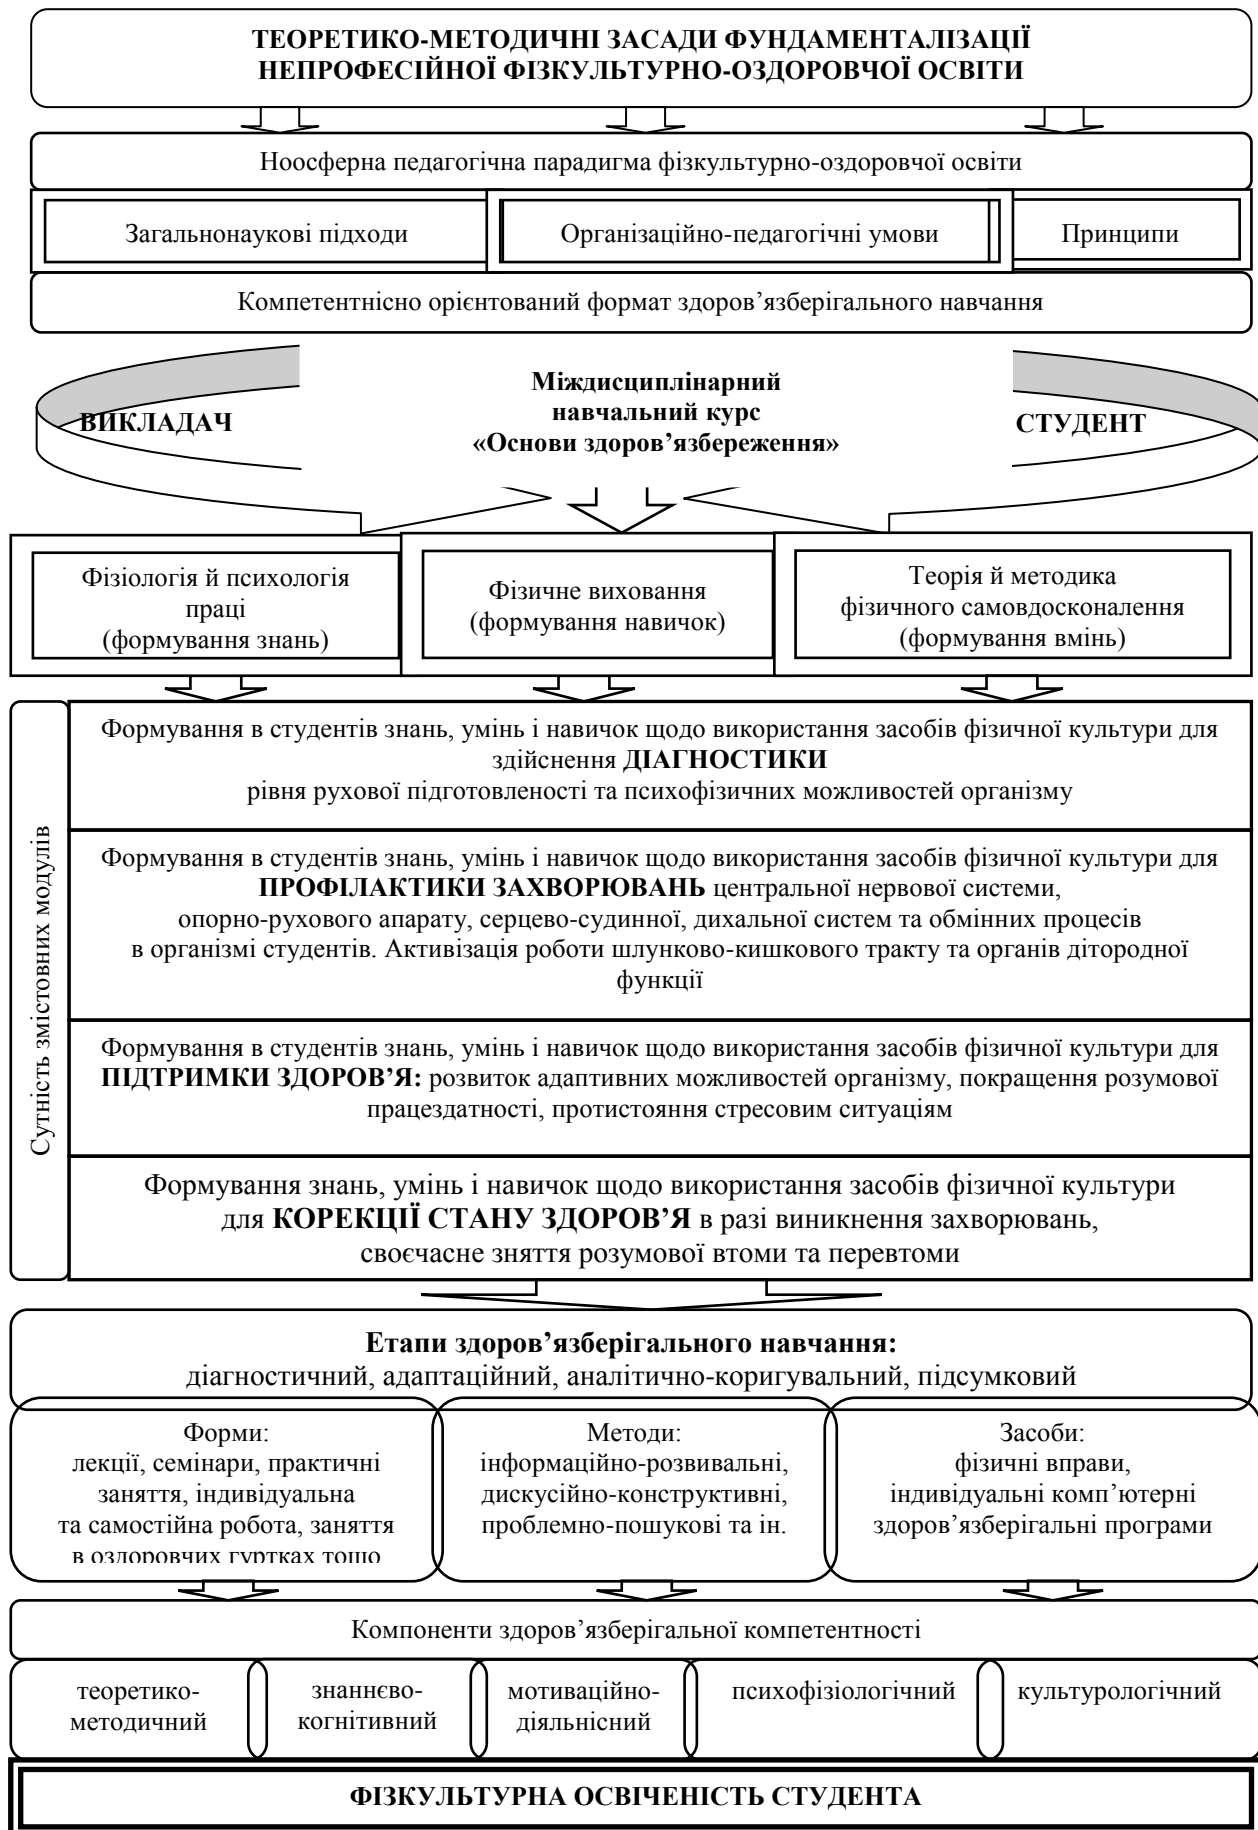 ТЕОРЕТИКО-МЕТОДИЧНІ ЗАСАДИ ФУНДАМЕНТАЛІЗАЦІЇ
НЕПРОФЕСІЙНОЇ ФІЗКУЛЬТУРНО-ОЗДОРОВЧОЇ ОСВІТИ
Ноосферна педагогічна парадигма фізкультурно-оздоровчої освіти
Загальнонаукові підходи
Організаційно-педагогічні умови
Принципи
Компетентнісно орієнтований формат здоров’язберігального навчання
ВИКЛАДАЧ
Міждисциплінарний
навчальний курс
«Основи здоров’язбереження»
СТУДЕНТ
Фізіологія й психологія
праці
(формування знань)
Фізичне виховання
(формування навичок)
Теорія й методика
фізичного самовдосконалення
(формування вмінь)
Сутність змістовних модулів
Формування в студентів знань, умінь і навичок щодо використання засобів фізичної культури для
здійснення ДІАГНОСТИКИ
рівня рухової підготовленості та психофізичних можливостей організму
Формування в студентів знань, умінь і навичок щодо використання засобів фізичної культури для
ПРОФІЛАКТИКИ ЗАХВОРЮВАНЬ центральної нервової системи,
опорно-рухового апарату, серцево-судинної, дихальної систем та обмінних процесів
в організмі студентів. Активізація роботи шлунково-кишкового тракту та органів дітородної
функції
Формування в студентів знань, умінь і навичок щодо використання засобів фізичної культури для
ПІДТРИМКИ ЗДОРОВ’Я: розвиток адаптивних можливостей організму, покращення розумової
працездатності, протистояння стресовим ситуаціям
Формування знань, умінь і навичок щодо використання засобів фізичної культури
для КОРЕКЦІЇ СТАНУ ЗДОРОВ’Я в разі виникнення захворювань,
своєчасне зняття розумової втоми та перевтоми
Етапи здоров’язберігального навчання:
діагностичний, адаптаційний, аналітично-коригувальний, підсумковий
Форми:
лекції, семінари, практичні
заняття, індивідуальна
та самостійна робота, заняття
в оздоровчих гуртках тощо
Методи:
інформаційно-розвивальні,
дискусійно-конструктивні,
проблемно-пошукові та ін.
Засоби:
фізичні вправи,
індивідуальні комп’ютерні
здоров’язберігальні програми
Компоненти здоров’язберігальної компетентності
теоретико-
методичний
знаннєво-
когнітивний
мотиваційно-
діяльнісний
психофізіологічний
культурологічний
ФІЗКУЛЬТУРНА ОСВІЧЕНІСТЬ СТУДЕНТА